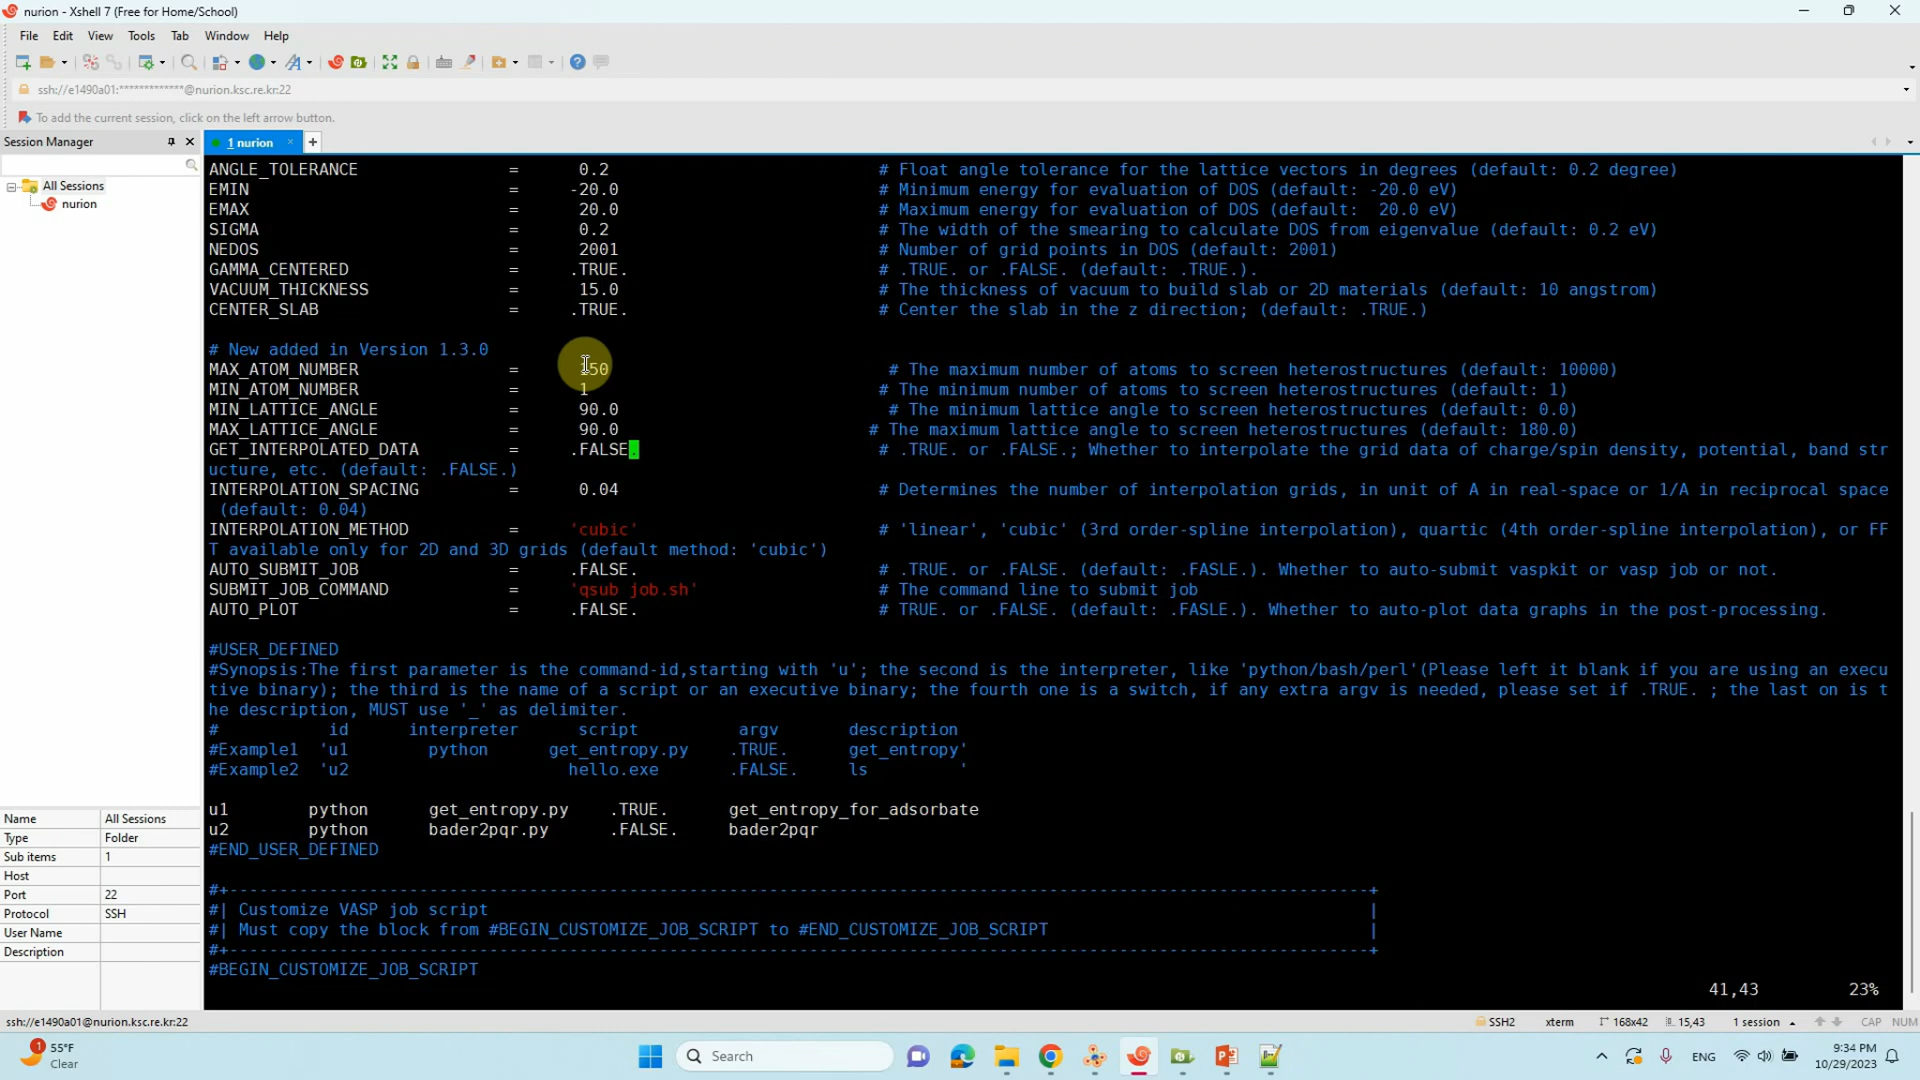 nurion - Xshell 7 (Free for Home/School)
File Edit View Tools Tab Window Help
ssh://e1490a01:*************@nurion.ksc.re.kr:22
To add the current session, click on the left arrow button.
Session Manager
1 nurion
All Sessions
nurion
ANGLE_TOLERANCE = 0.2 # Float angle tolerance for the lattice vectors in degrees (default: 0.2 degree)
EMIN = -20.0 # Minimum energy for evaluation of DOS (default: -20.0 eV)
EMAX = 20.0 # Maximum energy for evaluation of DOS (default:  20.0 eV)
SIGMA = 0.2 # The width of the smearing to calculate DOS from eigenvalue (default: 0.2 eV)
NEDOS = 2001 # Number of grid points in DOS (default: 2001)
GAMMA_CENTERED = .TRUE. # .TRUE. or .FALSE. (default: .TRUE.).
VACUUM_THICKNESS = 15.0 # The thickness of vacuum to build slab or 2D materials (default: 10 angstrom)
CENTER_SLAB = .TRUE. # Center the slab in the z direction; (default: .TRUE.)
# New added in Version 1.3.0
MAX_ATOM_NUMBER = 150 # The maximum number of atoms to screen heterostructures (default: 10000)
MIN_ATOM_NUMBER = 1 # The minimum number of atoms to screen heterostructures (default: 1)
MIN_LATTICE_ANGLE = 90.0 # The minimum lattice angle to screen heterostructures (default: 0.0)
MAX_LATTICE_ANGLE = 90.0 # The maximum lattice angle to screen heterostructures (default: 180.0)
GET_INTERPOLATED_DATA = .FALSE. # .TRUE. or .FALSE.; Whether to interpolate the grid data of charge/spin density, potential, band str
ucture, etc. (default: .FALSE.)
INTERPOLATION_SPACING = 0.04 # Determines the number of interpolation grids, in unit of A in real-space or 1/A in reciprocal space
(default: 0.04)
INTERPOLATION_METHOD = 'cubic' # 'linear', 'cubic' (3rd order-spline interpolation), quartic (4th order-spline interpolation), or FF
T available only for 2D and 3D grids (default method: 'cubic')
AUTO_SUBMIT_JOB = .FALSE. # .TRUE. or .FALSE. (default: .FASLE.). Whether to auto-submit vaspkit or vasp job or not.
SUBMIT_JOB_COMMAND = 'qsub job.sh' # The command line to submit job
AUTO_PLOT = .FALSE. # TRUE. or .FALSE. (default: .FASLE.). Whether to auto-plot data graphs in the post-processing.
#USER_DEFINED
#Synopsis:The first parameter is the command-id,starting with 'u'; the second is the interpreter, like 'python/bash/perl'(Please left it blank if you are using an execu
tive binary); the third is the name of a script or an executive binary; the fourth one is a switch, if any extra argv is needed, please set if .TRUE. ; the last on is t
he description, MUST use '_' as delimiter.
# id interpreter script argv description
#Example1 'u1 python get_entropy.py .TRUE. get_entropy'
#Example2 'u2 hello.exe .FALSE. ls '
u1 python get_entropy.py .TRUE. get_entropy_for_adsorbate
u2 python bader2pqr.py .FALSE. bader2pqr
#END_USER_DEFINED
#+-------------------------------------------------------------------------------------------------------------------+
#| Customize VASP job script |
#| Must copy the block from #BEGIN_CUSTOMIZE_JOB_SCRIPT to #END_CUSTOMIZE_JOB_SCRIPT |
#+-------------------------------------------------------------------------------------------------------------------+
#BEGIN_CUSTOMIZE_JOB_SCRIPT
41,43 23%
Name All Sessions
Type Folder
Sub items 1
Host
Port 22
Protocol SSH
User Name
Description
ssh://e1490a01@nurion.ksc.re.kr:22 SSH2 xterm 168x42 15,43 1 session CAP NUM
1 55°F
Clear
Search
ENG
9:34 PM
10/29/2023